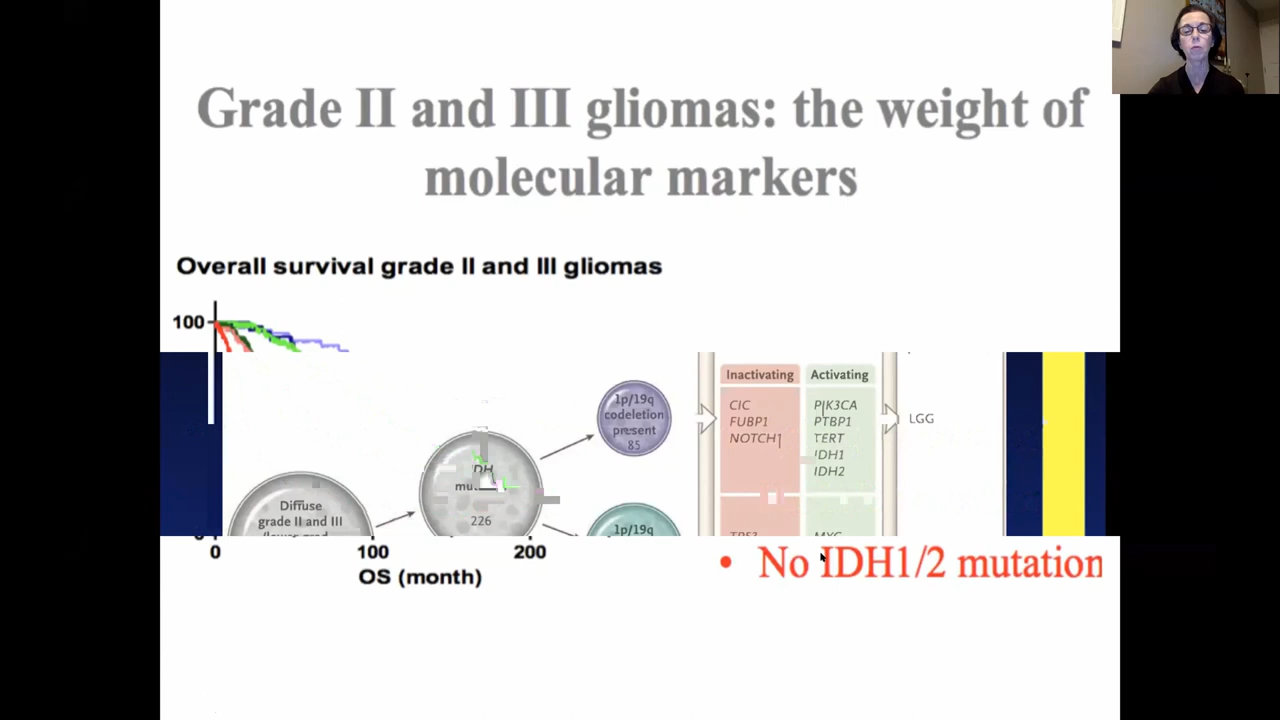 Grade II and III gliomas: the weight of
molecular markers
Overall survival grade II and III gliomas
100
Inactivating
Activating
1p/19q
codeletion
present
85
CIC
FUBP1
NOTCH1
PIK3CA
PTBP1
TERT
IDH1
IDH2
LGG
IDH
226
Diffuse
grade II and III
1p/19q
0
100
200
OS (month)
• No IDH1/2 mutation